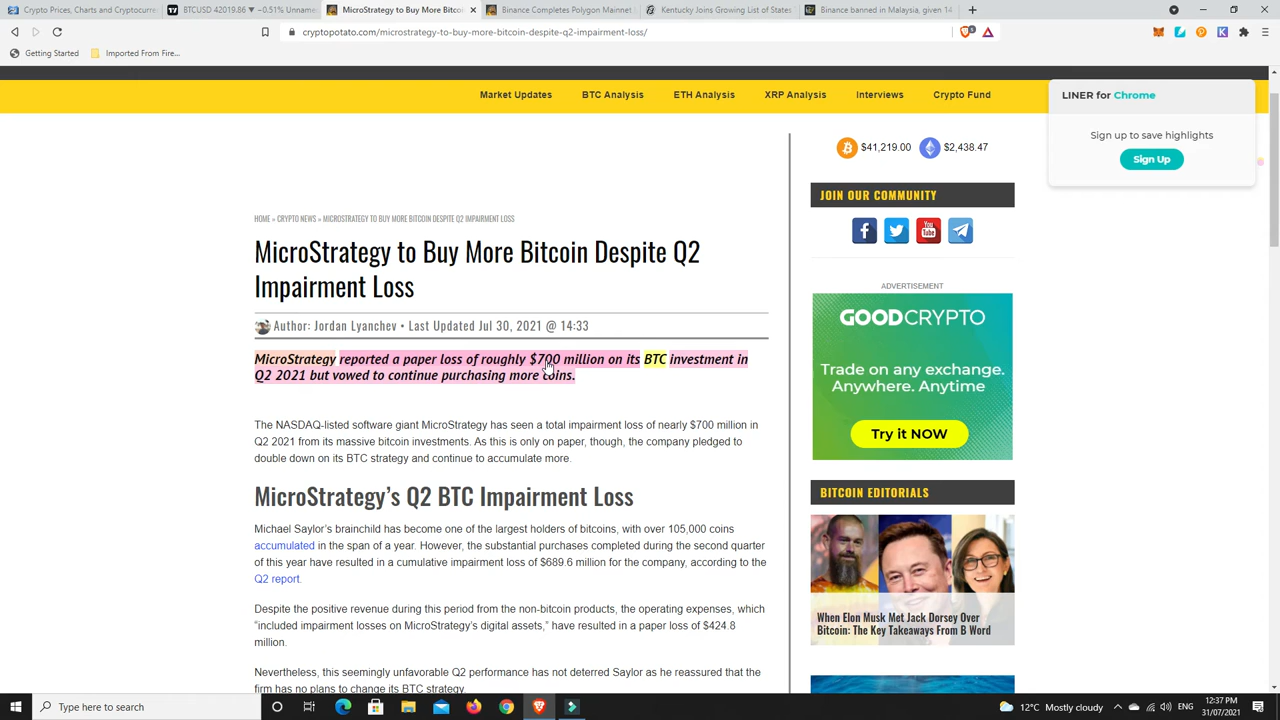 Crypto Prices, Charts and Cryptocurr
BTCUSD 42019.86 ▼ −0.51% Unnam
MicroStrategy to Buy More Bitcoi
Binance Completes Polygon Mainnet
Kentucky Joins Growing List of States
Binance banned in Malaysia, given 14
cryptopotato.com/microstrategy-to-buy-more-bitcoin-despite-q2-impairment-loss/
Getting Started
Imported From Fire...
Market Updates
BTC Analysis
ETH Analysis
XRP Analysis
Interviews
Crypto Fund
LINER for Chrome
Sign up to save highlights
Sign Up
$41,219.00
$2,438.47
HOME » CRYPTO NEWS » MICROSTRATEGY TO BUY MORE BITCOIN DESPITE Q2 IMPAIRMENT LOSS
MicroStrategy to Buy More Bitcoin Despite Q2
Impairment Loss
Author: Jordan Lyanchev • Last Updated Jul 30, 2021 @ 14:33
MicroStrategy reported a paper loss of roughly $700 million on its BTC investment in
Q2 2021 but vowed to continue purchasing more coins.
The NASDAQ-listed software giant MicroStrategy has seen a total impairment loss of nearly $700 million in
Q2 2021 from its massive bitcoin investments. As this is only on paper, though, the company pledged to
double down on its BTC strategy and continue to accumulate more.
MicroStrategy's Q2 BTC Impairment Loss
Michael Saylor's brainchild has become one of the largest holders of bitcoins, with over 105,000 coins
accumulated in the span of a year. However, the substantial purchases completed during the second quarter
of this year have resulted in a cumulative impairment loss of $689.6 million for the company, according to the
Q2 report.
Despite the positive revenue during this period from the non-bitcoin products, the operating expenses, which
"included impairment losses on MicroStrategy's digital assets," have resulted in a paper loss of $424.8
million.
Nevertheless, this seemingly unfavorable Q2 performance has not deterred Saylor as he reassured that the
firm has no plans to change its BTC strategy.
JOIN OUR COMMUNITY
You
Tube
ADVERTISEMENT
GOODCRYPTO
Trade on any exchange.
Anywhere. Anytime
Try it NOW
BITCOIN EDITORIALS
When Elon Musk Met Jack Dorsey Over
Bitcoin: The Key Takeaways From B Word
Type here to search
12°C Mostly cloudy
ENG
12:37 PM
31/07/2021